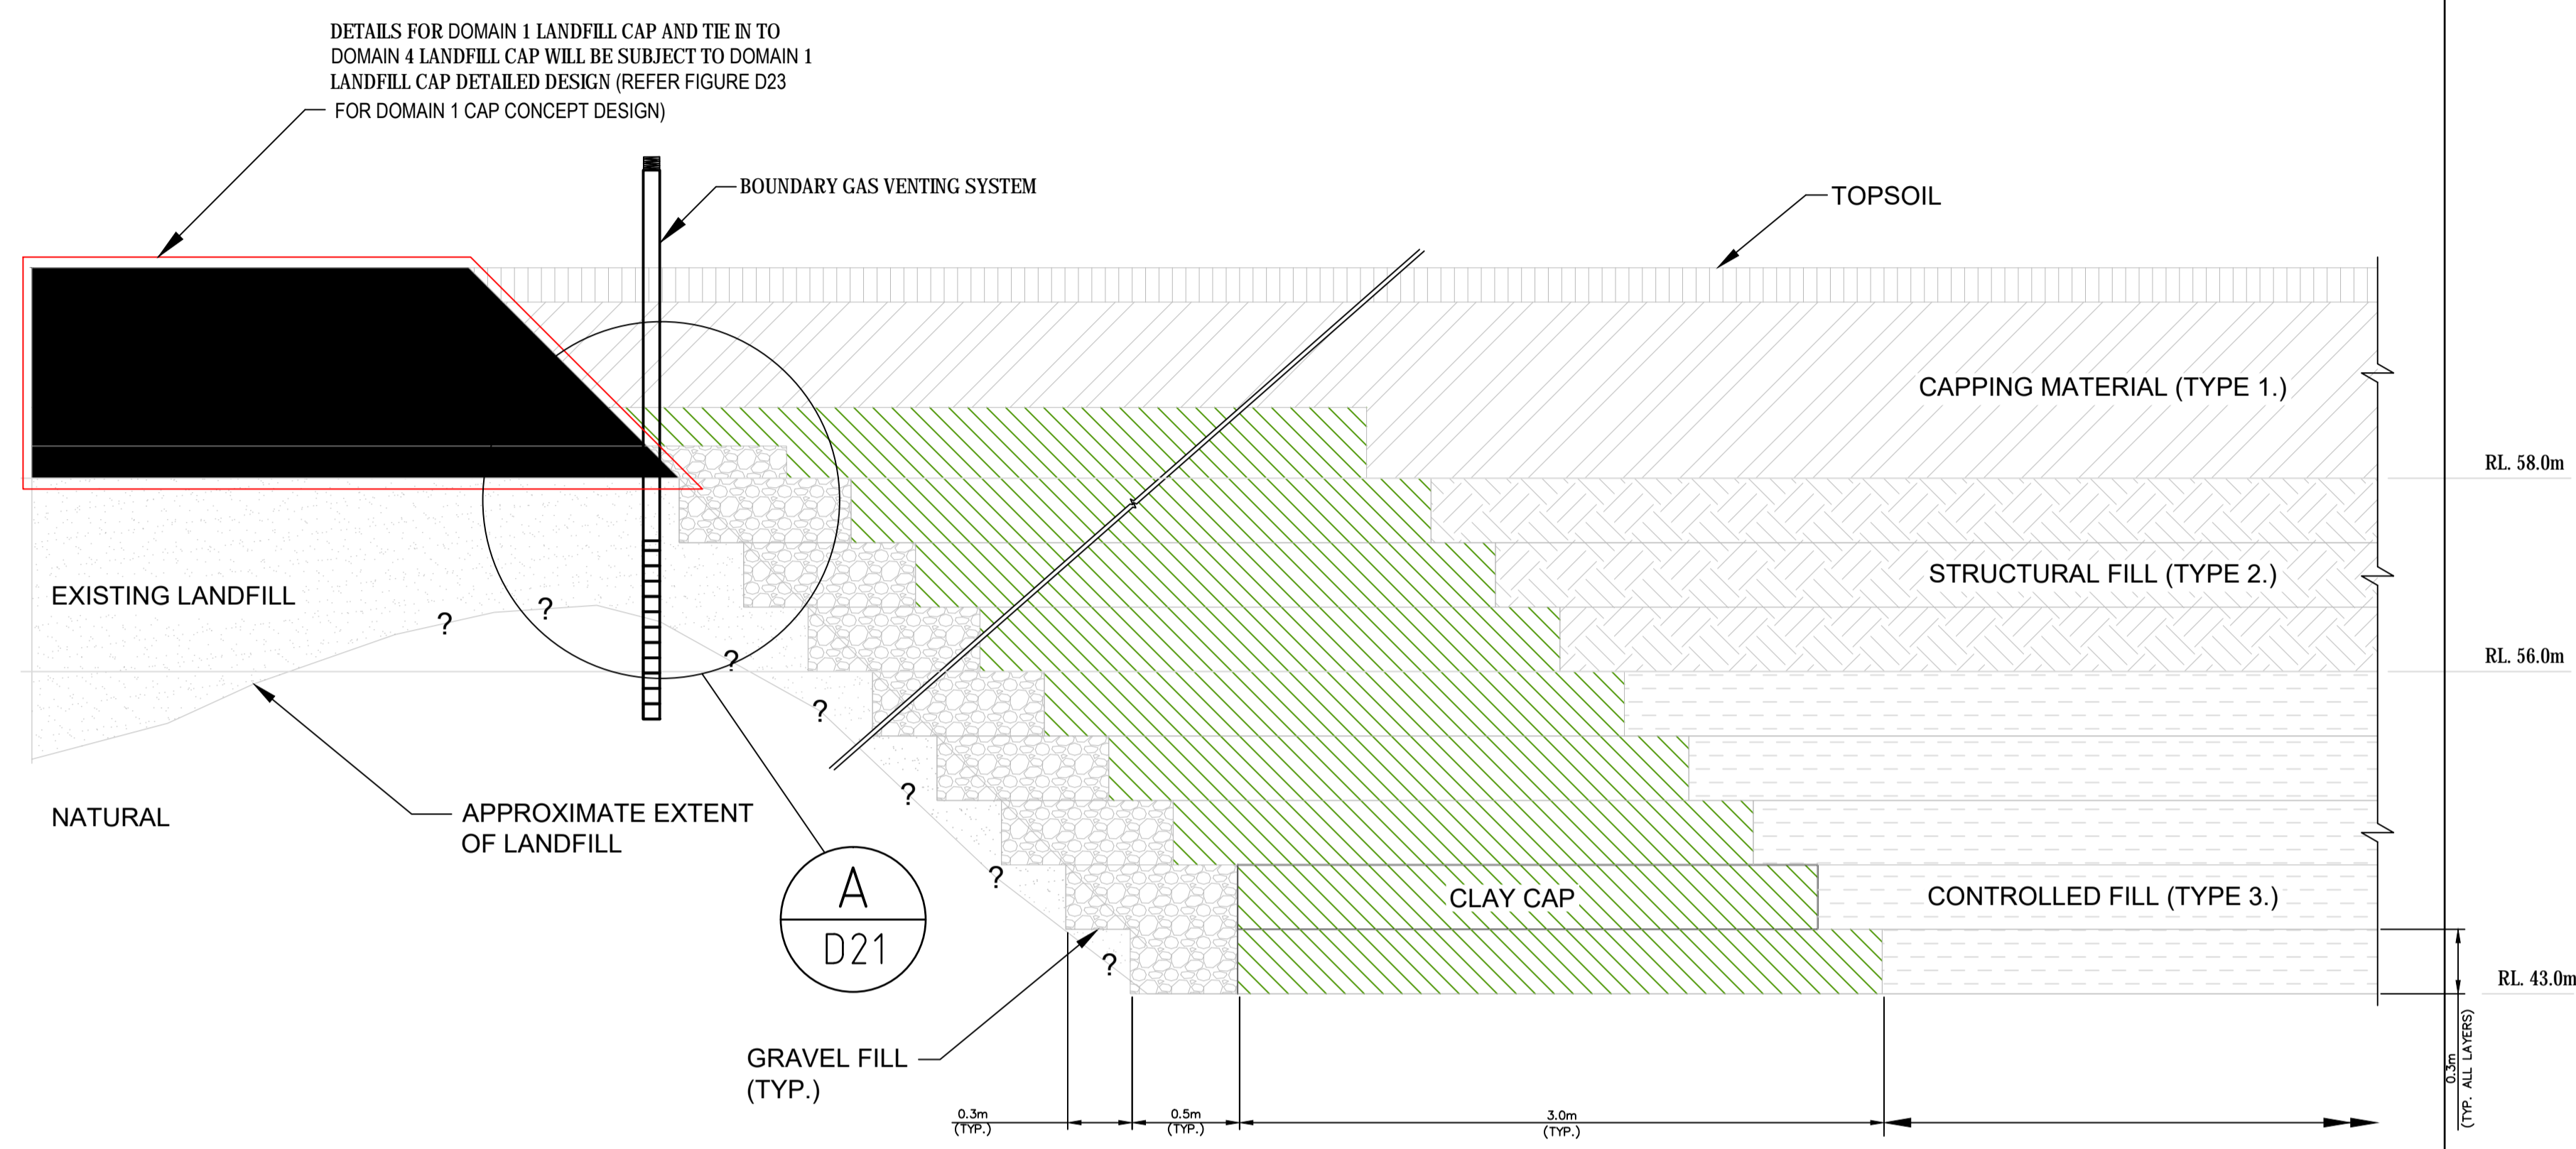 DETAILS FOR DOMAIN 1 LANDFILL CAP AND TIE IN TO
DOMAIN 4 LANDFILL CAP WILL BE SUBJECT TO DOMAIN 1
LANDFILL CAP DETAILED DESIGN (REFER FIGURE D23
FOR DOMAIN 1 CAP CONCEPT DESIGN)
BOUNDARY GAS VENTING SYSTEM
TOPSOIL
CAPPING MATERIAL (TYPE 1.)
RL. 58.0m
STRUCTURAL FILL (TYPE 2.)
EXISTING LANDFILL
?
?
?
RL. 56.0m
?
?
NATURAL
APPROXIMATE EXTENT
OF LANDFILL
?
A
D21
CLAY CAP
CONTROLLED FILL (TYPE 3.)
?
RL. 43.0m
GRAVEL FILL
(TYP.)
0.3m
(TYP.)
0.5m
(TYP.)
3.0m
(TYP.)
0.3m
(TYP. ALL LAYERS)